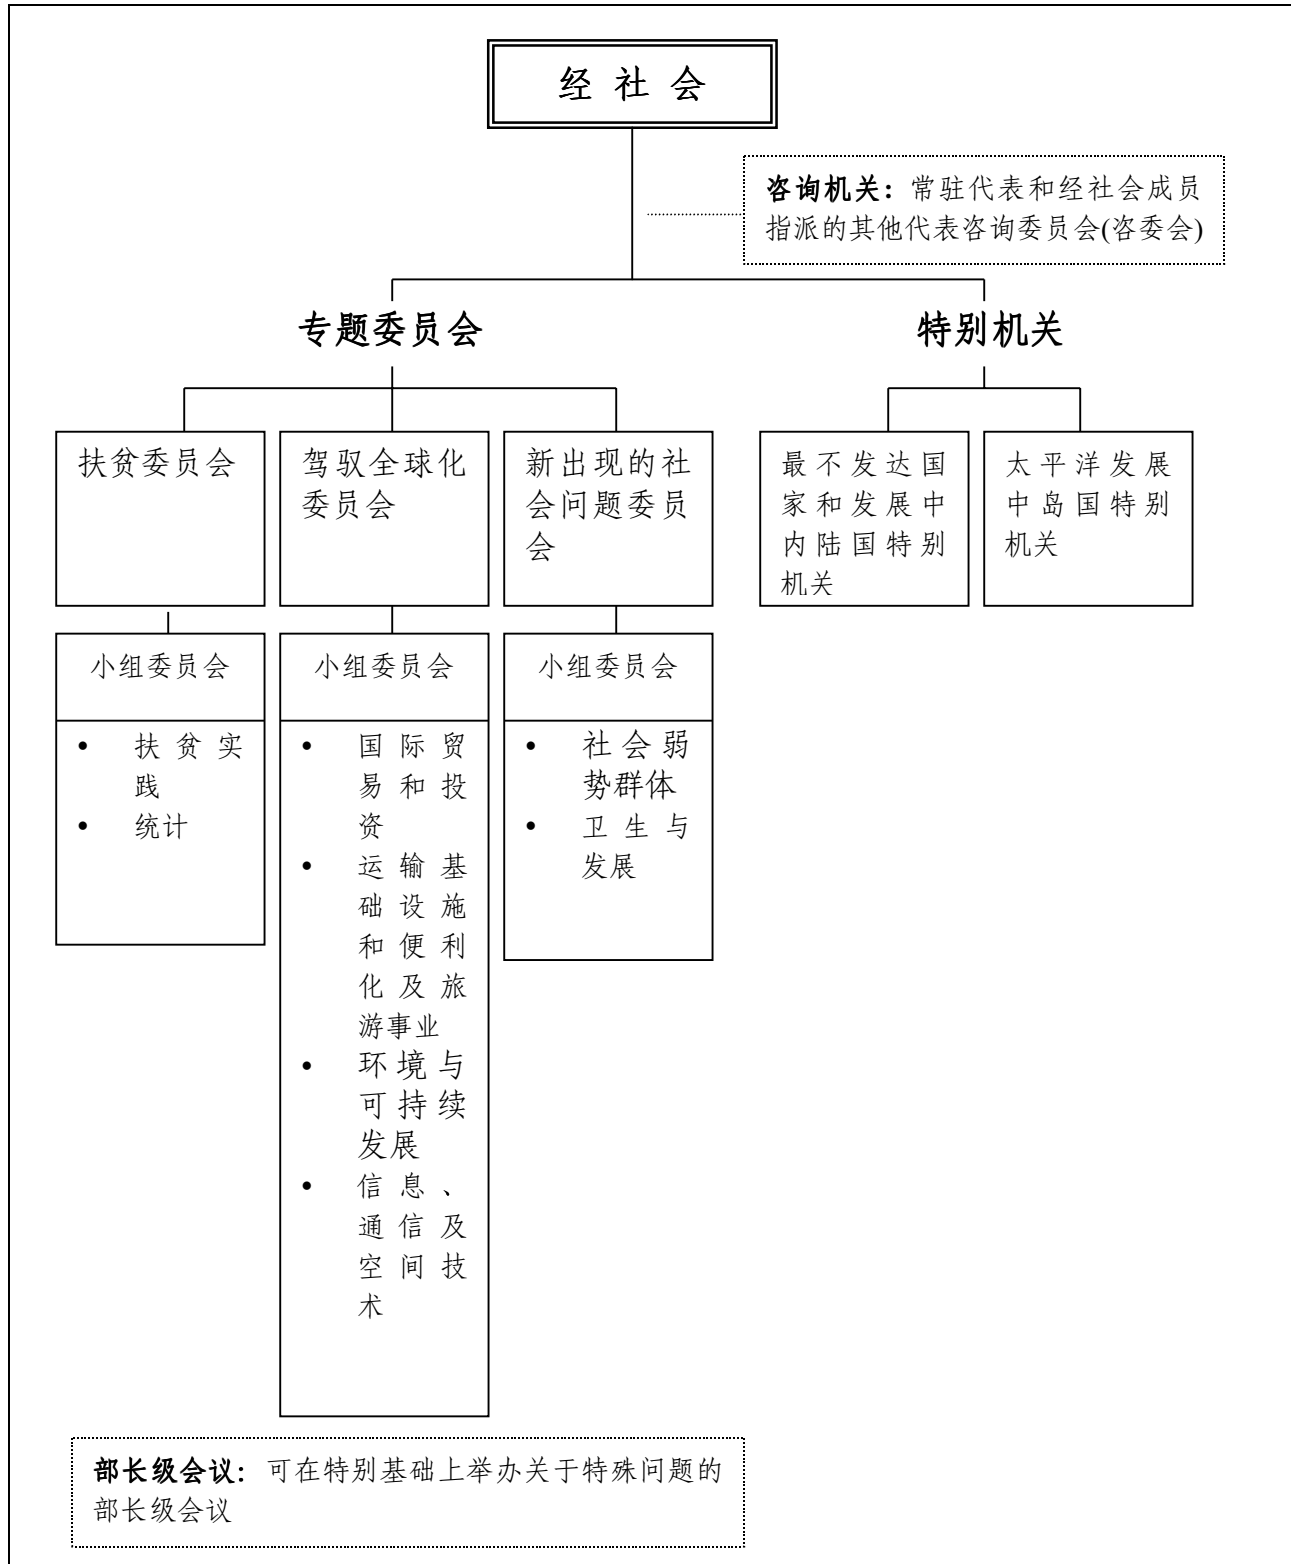 经 社 会
咨询机关：常驻代表和经社会成员
指派的其他代表咨询委员会(咨委会)
专题委员会
特别机关
扶贫委员会
驾驭全球化
委员会
新出现的社
会问题委员
会
最不发达国
家和发展中
内陆国特别
机关
太平洋发展
中岛国特别
机关
小组委员会
• 扶贫实
践
• 统计
小组委员会
• 国际贸
易和投
资
• 运输基
础设施
和便利
化及旅
游事业
• 环境与
可持续
发展
• 信息、
通信及
空间技
术
小组委员会
• 社会弱
势群体
• 卫生与
发展
部长级会议：可在特别基础上举办关于特殊问题的
部长级会议